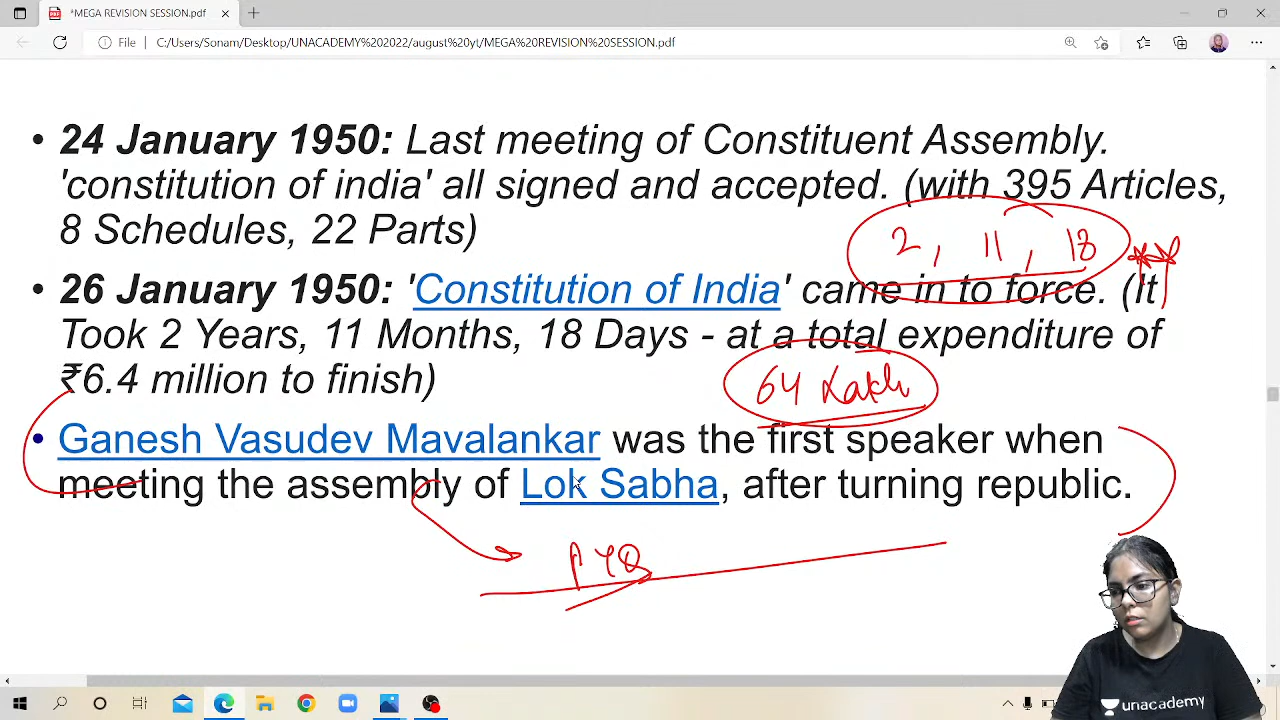 *MEGA REVISION SESSION.pdf
File C:/Users/Sonam/Desktop/UNACADEMY%202022/august%20yt/MEGA%20REVISION%20SESSION.pdf
• 24 January 1950: Last meeting of Constituent Assembly.
'constitution of india' all signed and accepted. (with 395 Articles,
8 Schedules, 22 Parts)
2, 11, 18
• 26 January 1950: 'Constitution of India' came in to force. (It
Took 2 Years, 11 Months, 18 Days - at a total expenditure of
₹6.4 million to finish)
64 Lakh
• Ganesh Vasudev Mavalankar was the first speaker when
meeting the assembly of Lok Sabha, after turning republic.
PYQ
unacademy